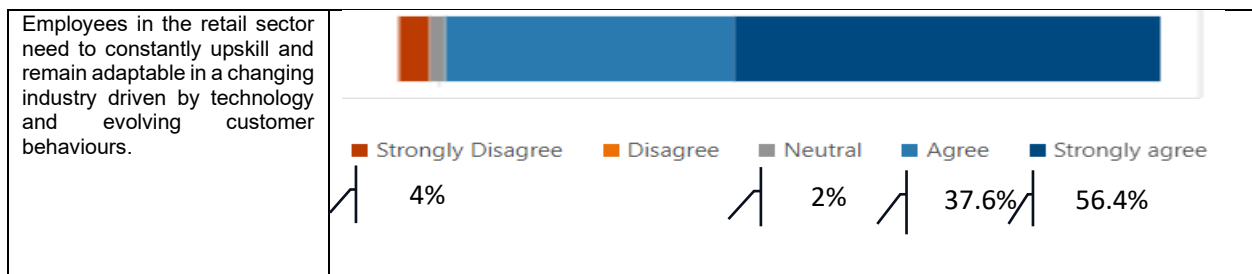 Employees in the retail sector
need to constantly upskill and
remain adaptable in a changing
industry driven by technology
and evolving customer
behaviours.
Strongly Disagree Disagree Neutral Agree Strongly agree
4% 2% 37.6% 56.4%